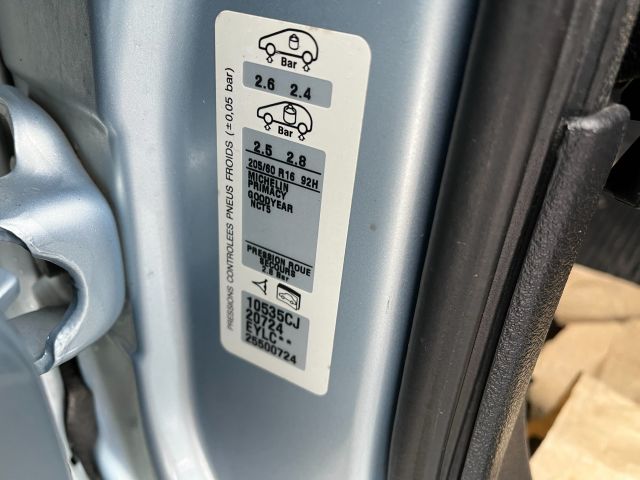 PRESSIONS CONTROLEES PNEUS FROIDS (±0,05 bar)
Bar
2.6 2.4
Bar
2.5 2.8
205/60 R16 92H
MICHELIN
PRIMACY
GOODYEAR
NCT5
PRESSION ROUE
SECOURS
2.8 Bar
10535CJ
20724
EYLC**
25500724